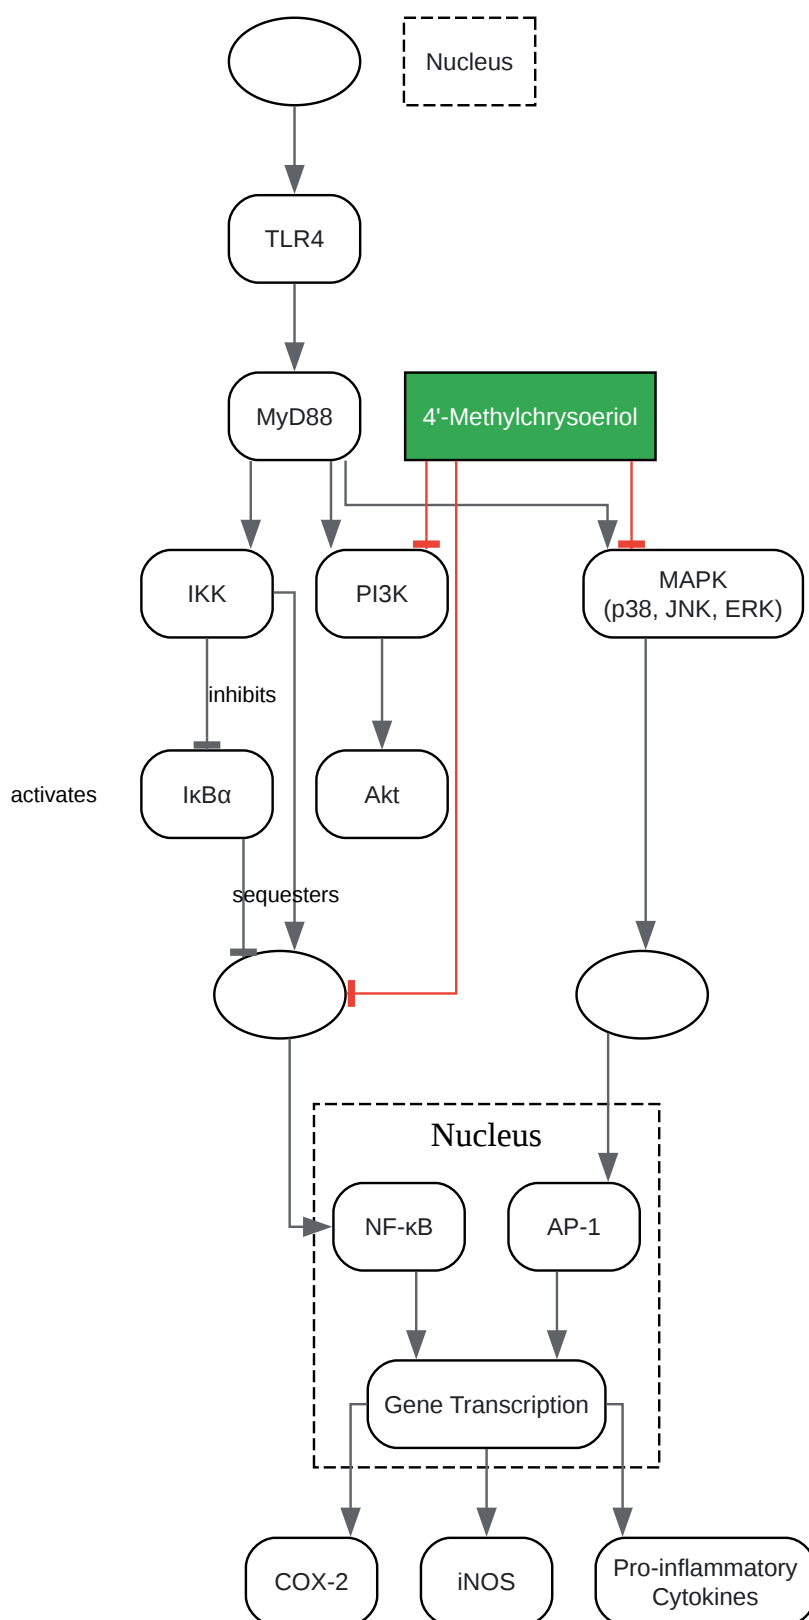 Nucleus
TLR4
MyD88
4'-Methylchrysoeriol
IKK
PI3K
MAPK
(p38, JNK, ERK)
inhibits
activates
IκBα
Akt
sequesters
Nucleus
NF-κB
AP-1
Gene Transcription
COX-2
iNOS
Pro-inflammatory
Cytokines